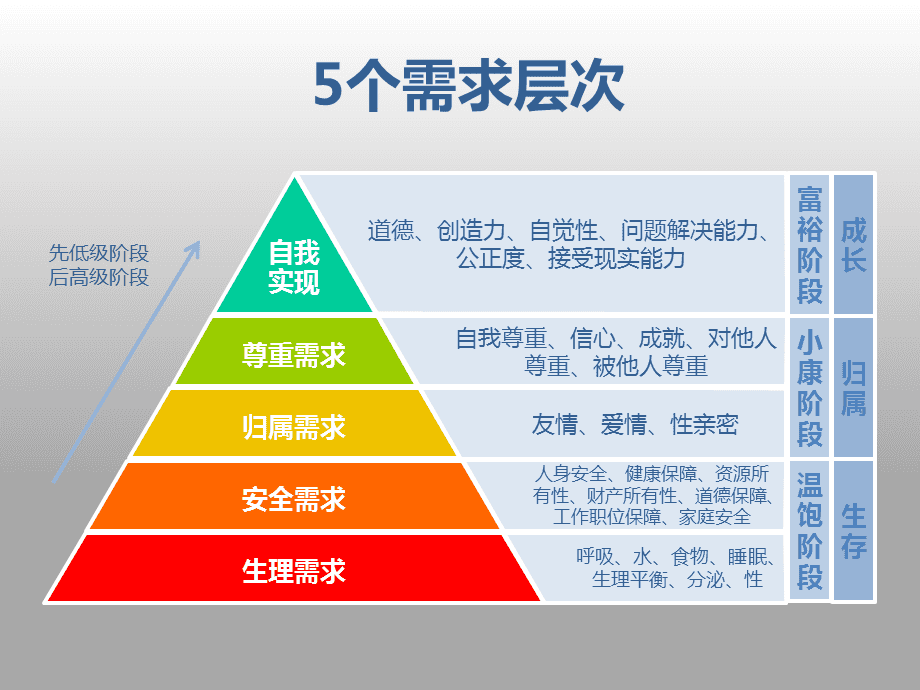 5个需求层次
先低级阶段
后高级阶段
自我
实现
道德、创造力、自觉性、问题解决能力、
公正度、接受现实能力
富裕阶段
成长
尊重需求
自我尊重、信心、成就、对他人
尊重、被他人尊重
小康阶段
归属
归属需求
友情、爱情、性亲密
安全需求
人身安全、健康保障、资源所
有性、财产所有性、道德保障、
工作职位保障、家庭安全
温饱阶段
生存
生理需求
呼吸、水、食物、睡眠、
生理平衡、分泌、性